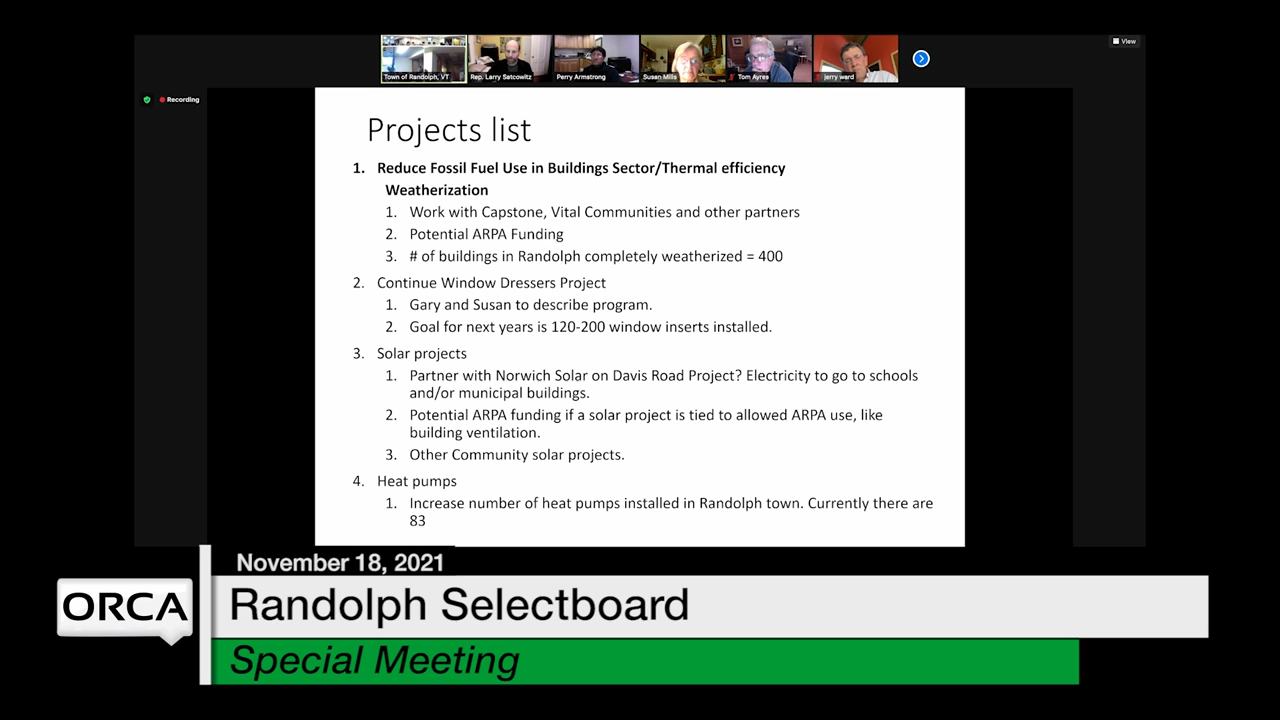 Town of Randolph, VT
Rep. Larry Satcowitz
Perry Armstrong
Susan Mills
Tom Ayres
jerry ward
View
Recording
Projects list
1. Reduce Fossil Fuel Use in Buildings Sector/Thermal efficiency
Weatherization
1. Work with Capstone, Vital Communities and other partners
2. Potential ARPA Funding
3. # of buildings in Randolph completely weatherized = 400
2. Continue Window Dressers Project
1. Gary and Susan to describe program.
2. Goal for next years is 120-200 window inserts installed.
3. Solar projects
1. Partner with Norwich Solar on Davis Road Project? Electricity to go to schools
and/or municipal buildings.
2. Potential ARPA funding if a solar project is tied to allowed ARPA use, like
building ventilation.
3. Other Community solar projects.
4. Heat pumps
1. Increase number of heat pumps installed in Randolph town. Currently there are
83
November 18, 2021
ORCA
Randolph Selectboard
Special Meeting